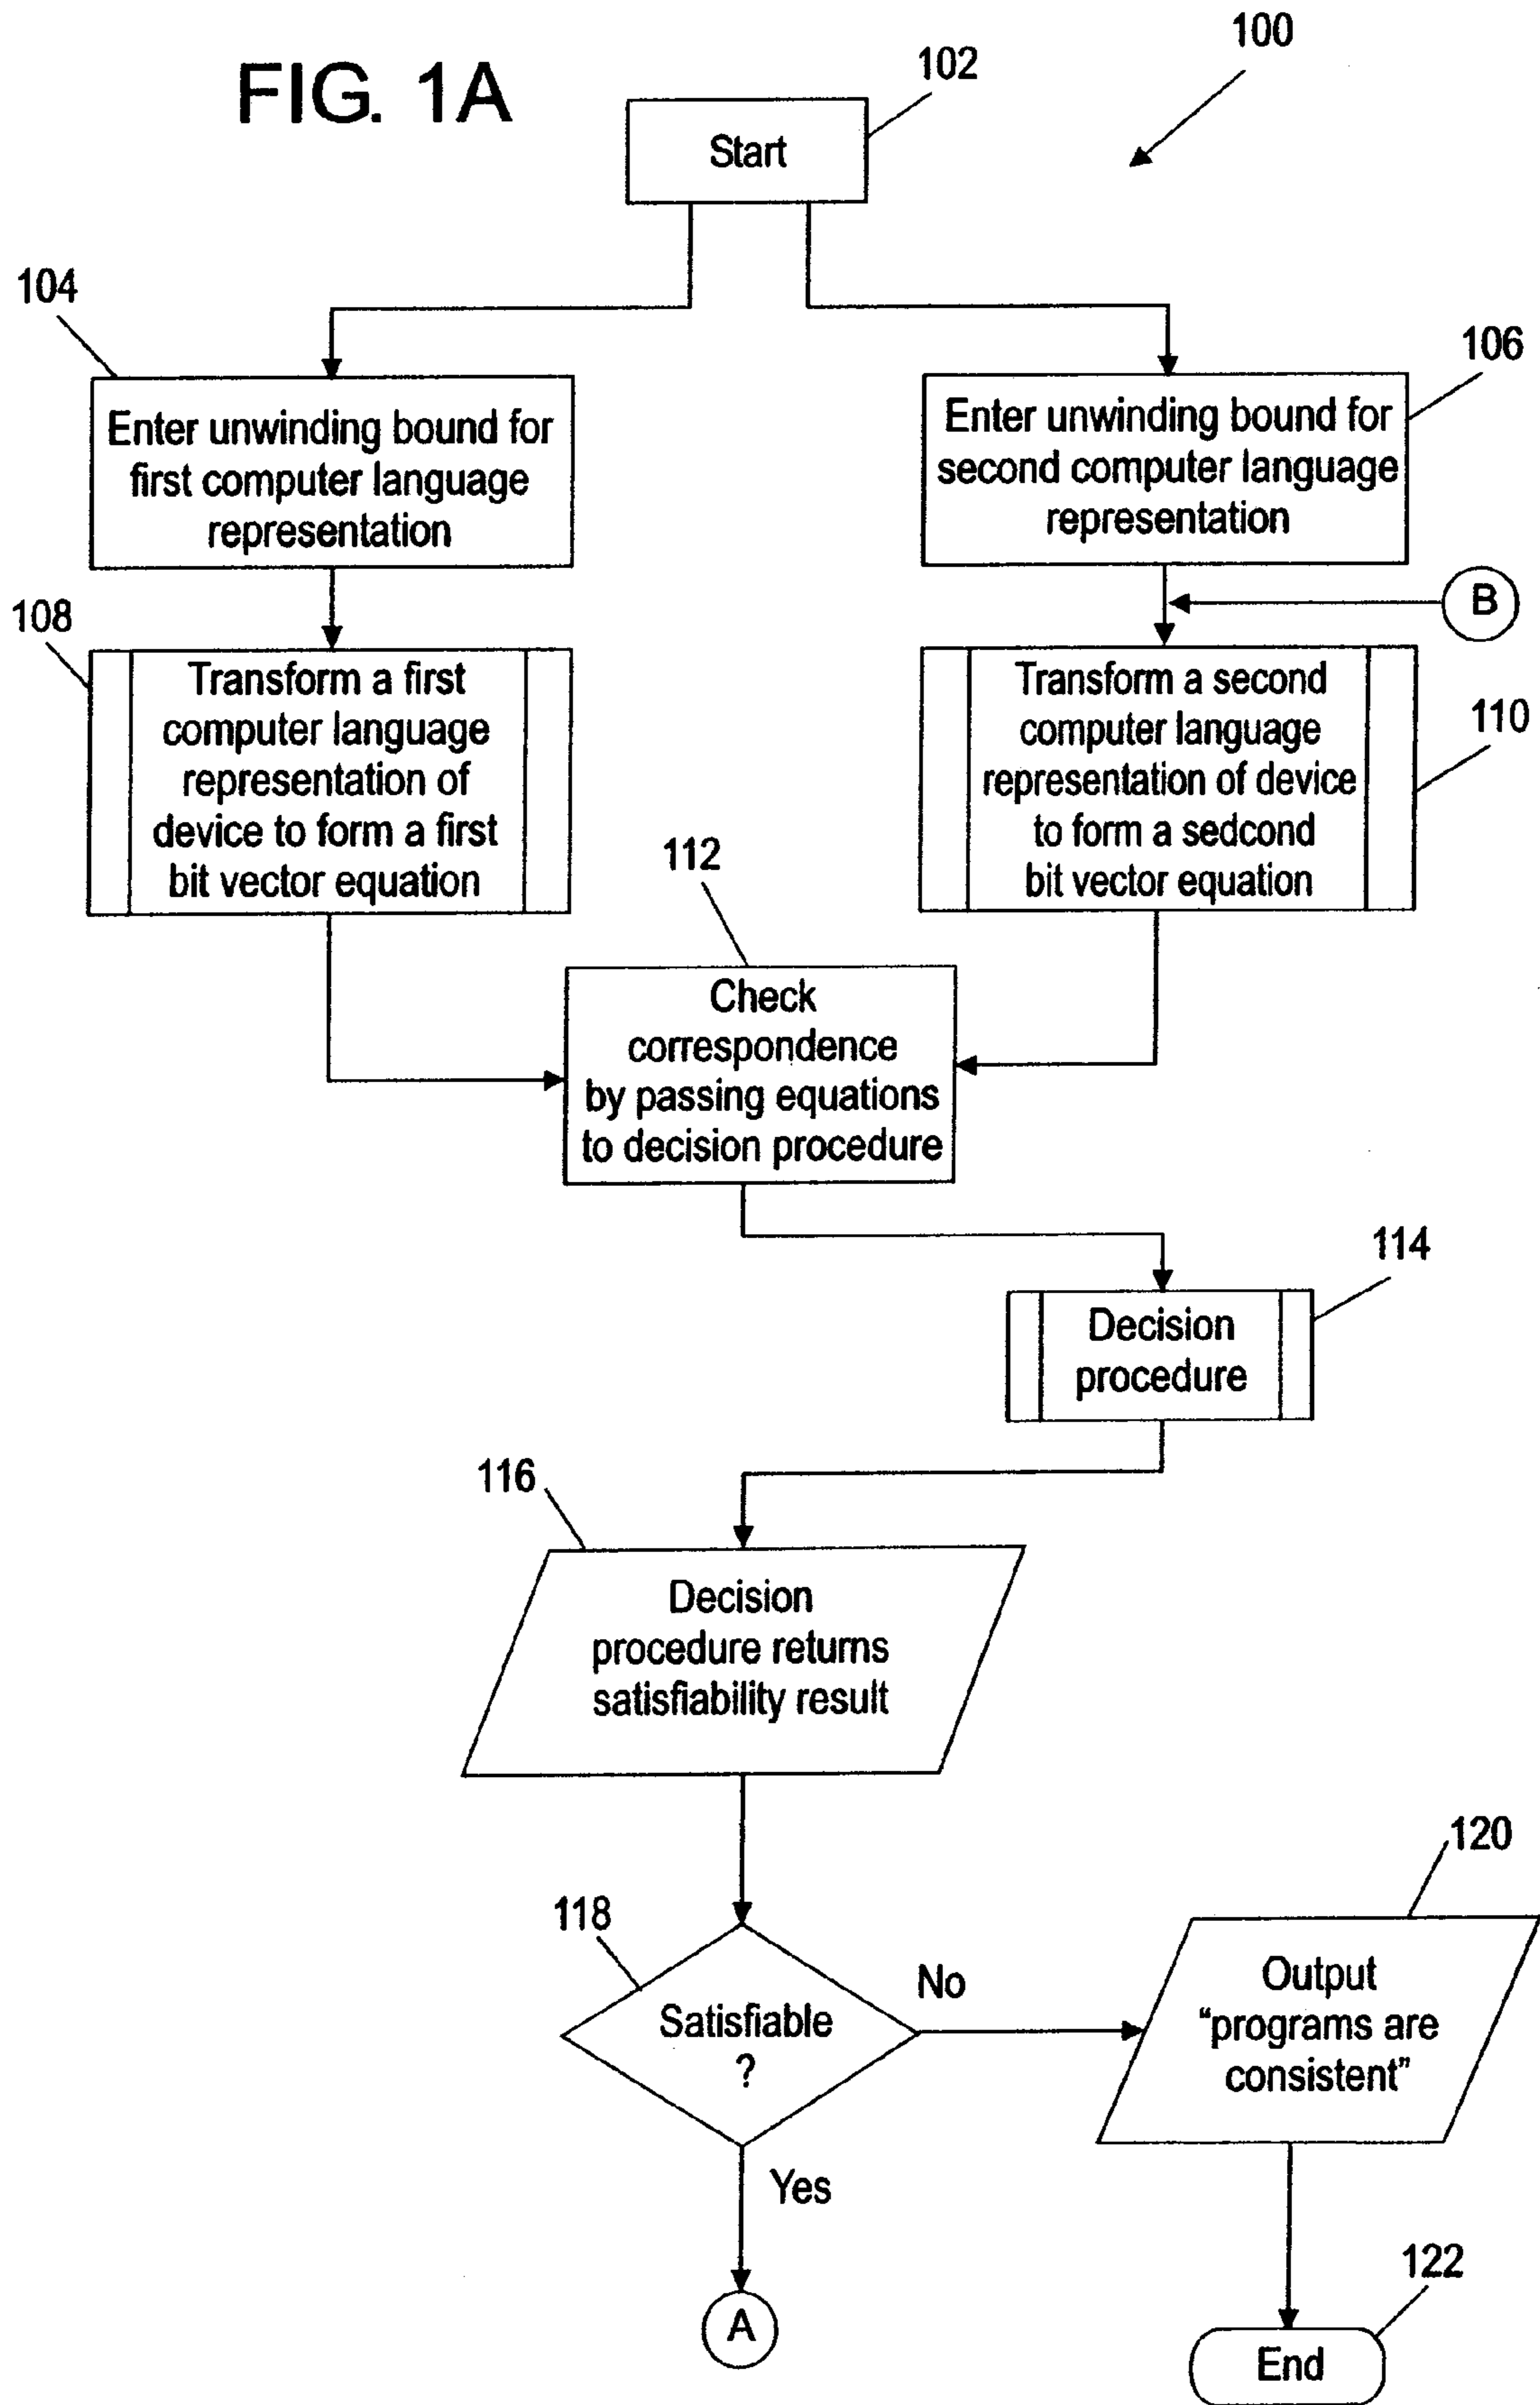 FIG. 1A
100
102
Start
104
106
Enter unwinding bound for
first computer language
representation
Enter unwinding bound for
second computer language
representation
B
108
Transform a first
computer language
representation of
device to form a first
bit vector equation
110
Transform a second
computer language
representation of device
to form a sedcond
bit vector equation
112
Check
correspondence
by passing equations
to decision procedure
114
Decision
procedure
116
Decision
procedure returns
satisfiability result
118
Satisfiable
?
No
Yes
120
Output
“programs are
consistent”
A
122
End